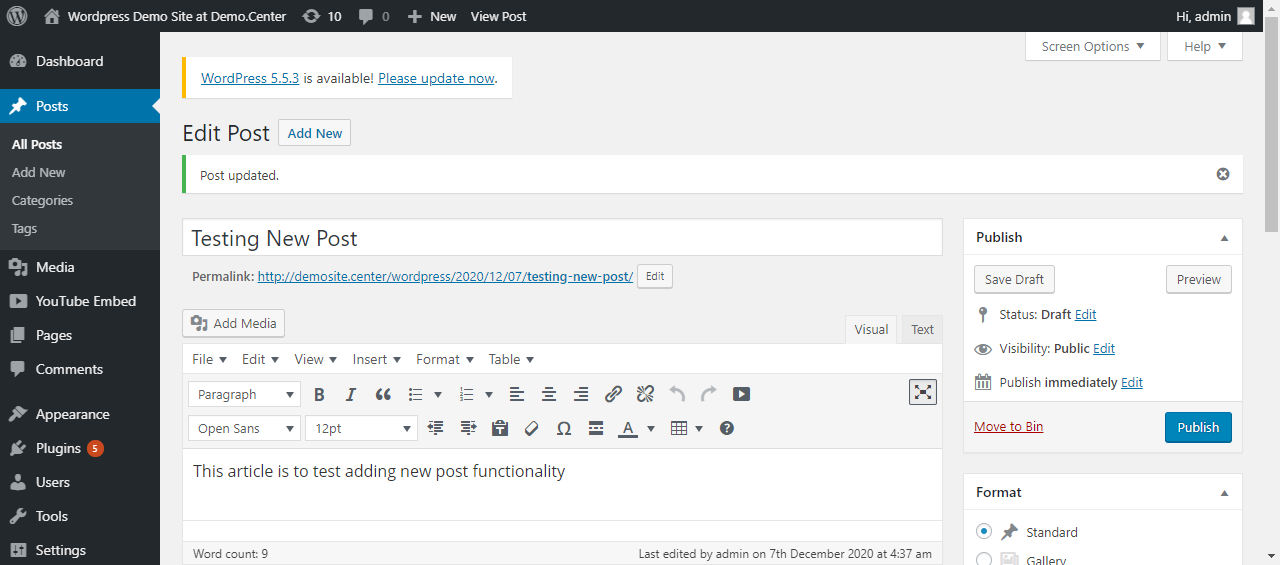 Wordpress Demo Site at Demo.Center 10 0 New View Post Hi, admin
Dashboard
Posts
All Posts
Add New
Categories
Tags
Media
YouTube Embed
Pages
Comments
Appearance
Plugins 5
Users
Tools
Settings
Screen Options Help
WordPress 5.5.3 is available! Please update now.
Edit Post Add New
Post updated.
Testing New Post
Permalink: http://demosite.center/wordpress/2020/12/07/testing-new-post/ Edit
Add Media
Visual Text
File Edit View Insert Format Table
Paragraph B I
Open Sans 12pt Ω A
This article is to test adding new post functionality
Word count: 9 Last edited by admin on 7th December 2020 at 4:37 am
Publish
Save Draft Preview
Status: Draft Edit
Visibility: Public Edit
Publish immediately Edit
Move to Bin Publish
Format
Standard
Gallery